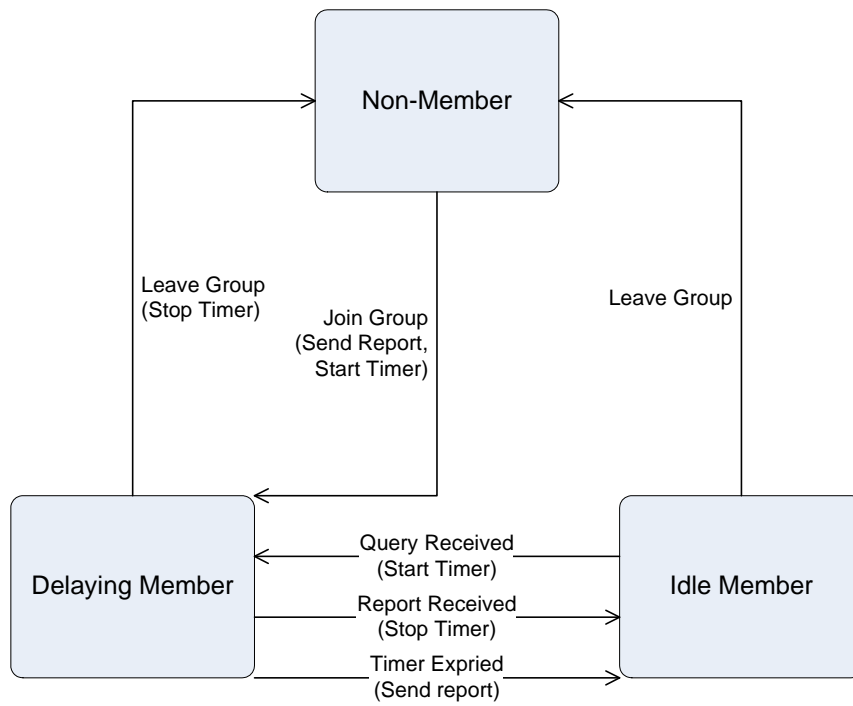 Non-Member
Leave Group
(Stop Timer)
Join Group
(Send Report,
Start Timer)
Leave Group
Delaying Member
Query Received
(Start Timer)
Report Received
(Stop Timer)
Timer Expried
(Send report)
Idle Member